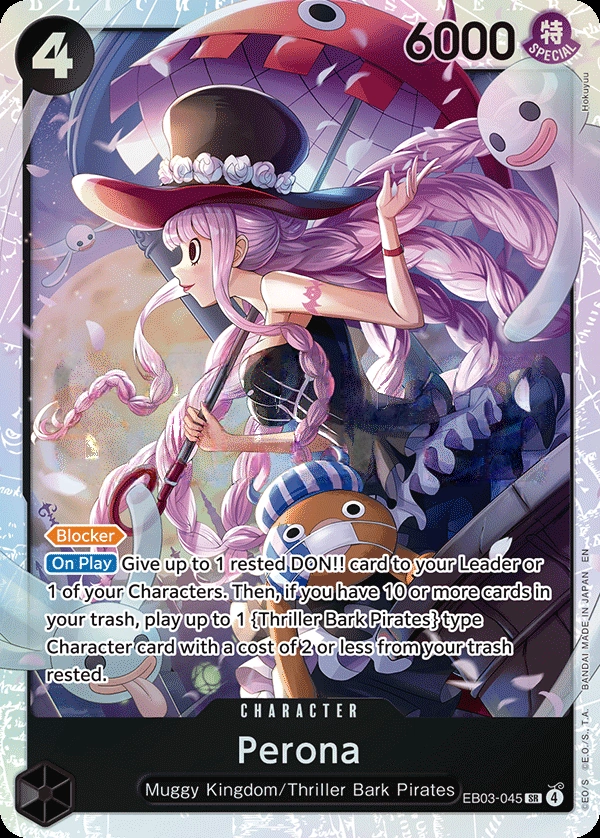 4
6000
特
SPECIAL
Hokuyuu
Blocker
On Play Give up to 1 rested DON!! card to your Leader or
1 of your Characters. Then, if you have 10 or more cards in
your trash, play up to 1 {Thriller Bark Pirates} type
Character card with a cost of 2 or less from your trash
rested.
©E.O/S ©E.O./S., T.A. BANDAI MADE IN JAPAN EN
CHARACTER
Perona
Muggy Kingdom/Thriller Bark Pirates
EB03-045 SR 4